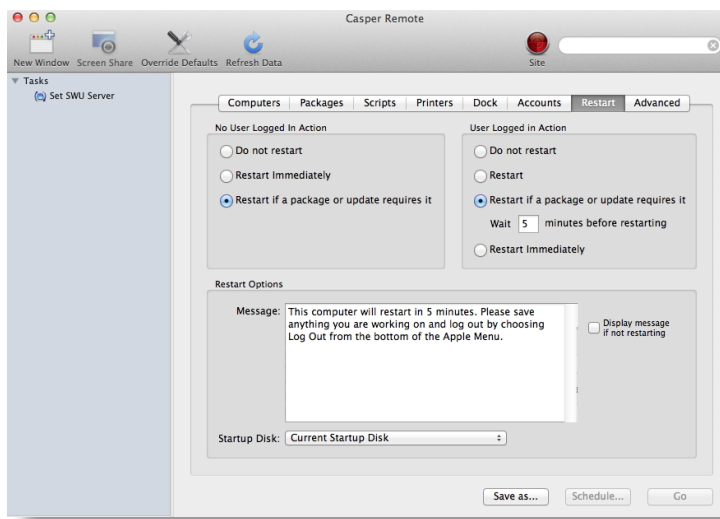 Casper Remote
New Window Screen Share Override Defaults Refresh Data Site
Tasks
Set SWU Server
Computers Packages Scripts Printers Dock Accounts Restart Advanced
No User Logged In Action
Do not restart
Restart Immediately
Restart if a package or update requires it
User Logged in Action
Do not restart
Restart
Restart if a package or update requires it
Wait 5 minutes before restarting
Restart Immediately
Restart Options
Message: This computer will restart in 5 minutes. Please save
anything you are working on and log out by choosing
Log Out from the bottom of the Apple Menu.
Display message
if not restarting
Startup Disk: Current Startup Disk
Save as... Schedule... Go